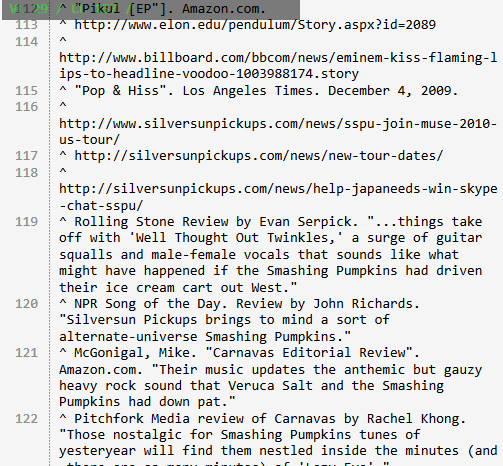 112 ^ "Pikul [EP"]. Amazon.com.
113 ^ http://www.elon.edu/pendulum/Story.aspx?id=2089
114 ^
http://www.billboard.com/bbcom/news/eminem-kiss-flaming-l
ips-to-headline-voodoo-1003988174.story
115 ^ "Pop & Hiss". Los Angeles Times. December 4, 2009.
116 ^
http://www.silversunpickups.com/news/sspu-join-muse-2010-
us-tour/
117 ^ http://silversunpickups.com/news/new-tour-dates/
118 ^
http://silversunpickups.com/news/help-japaneeds-win-skype
-chat-sspu/
119 ^ Rolling Stone Review by Evan Serpick. "...things take
off with 'Well Thought Out Twinkles,' a surge of guitar
squalls and male-female vocals that sounds like what
might have happened if the Smashing Pumpkins had driven
their ice cream cart out West."
120 ^ NPR Song of the Day. Review by John Richards.
"Silversun Pickups brings to mind a sort of
alternate-universe Smashing Pumpkins."
121 ^ McGonigal, Mike. "Carnavas Editorial Review".
Amazon.com. "Their music updates the anthemic but gauzy
heavy rock sound that Veruca Salt and the Smashing
Pumpkins had down pat."
122 ^ Pitchfork Media review of Carnavas by Rachel Khong.
"Those nostalgic for Smashing Pumpkins tunes of
yesteryear will find them nestled inside the minutes (and